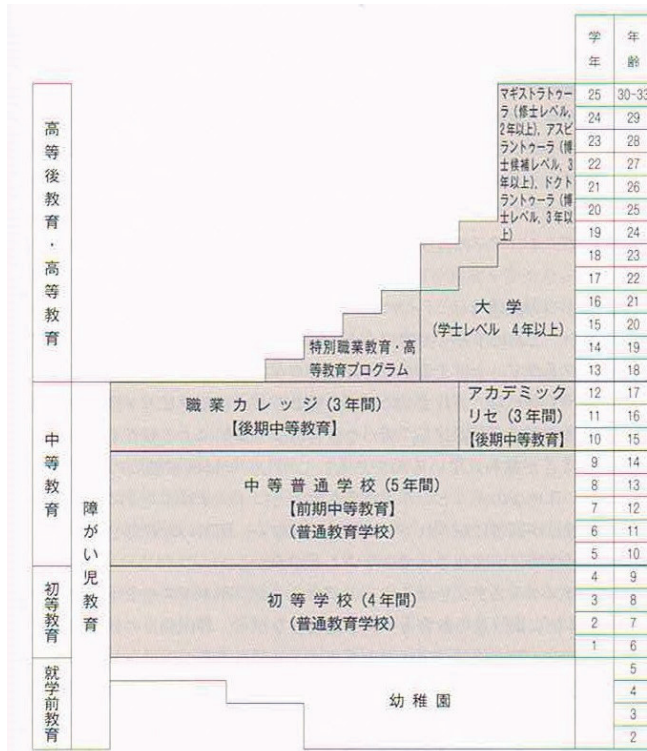 学年
年齢
マギストラトゥー
ラ（修士レベル,
2年以上），アスピ
ラントゥーラ（博
士候補レベル, 3
年以上），ドクト
ラントゥーラ（博
士レベル, 3年以上）
25 30-33
24 29
23 28
22 27
21 26
20 25
19 24
18 23
17 22
16 21
15 20
14 19
13 18
12 17
11 16
10 15
9 14
8 13
7 12
6 11
5 10
4 9
3 8
2 7
1 6
5
4
3
2
高等後教育・高等教育
大学
（学士レベル 4年以上）
特別職業教育・高
等教育プログラム
中等教育
職業カレッジ（3年間）
【後期中等教育】
アカデミック
リセ（3年間）
【後期中等教育】
中等普通学校（5年間）
【前期中等教育】
（普通教育学校）
障がい児教育
初等教育
初等学校（4年間）
（普通教育学校）
就学前教育
幼稚園